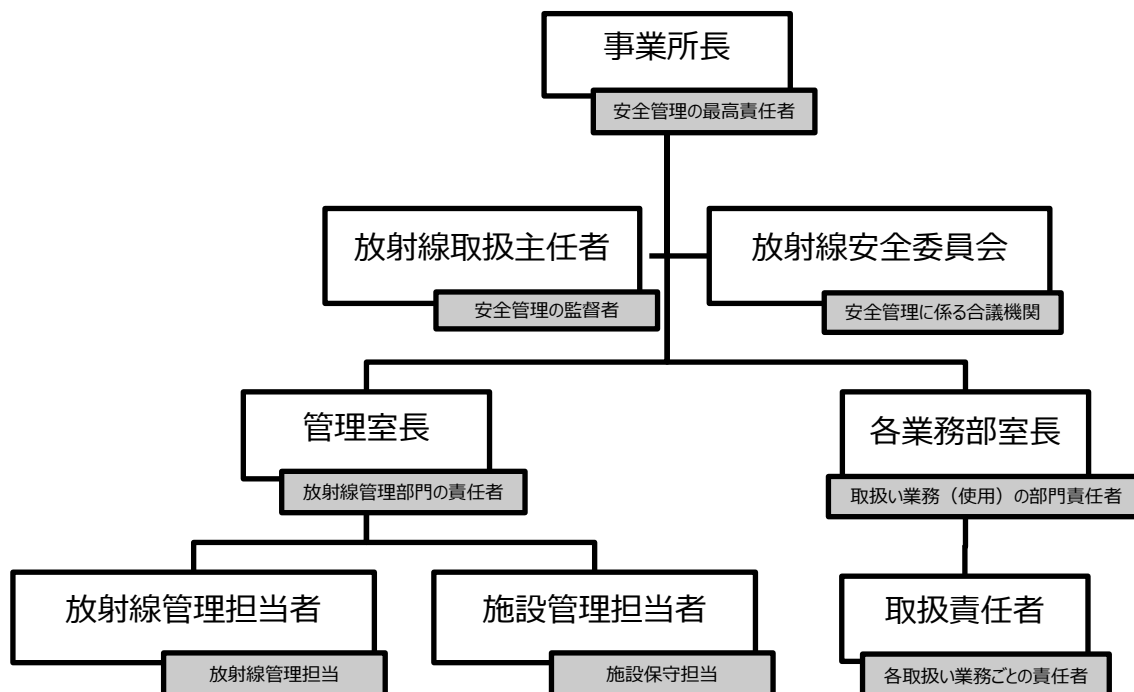 事業所長
安全管理の最高責任者
放射線取扱主任者
安全管理の監督者
放射線安全委員会
安全管理に係る合議機関
管理室長
放射線管理部門の責任者
各業務部室長
取扱い業務（使用）の部門責任者
放射線管理担当者
放射線管理担当
施設管理担当者
施設保守担当
取扱責任者
各取扱い業務ごとの責任者